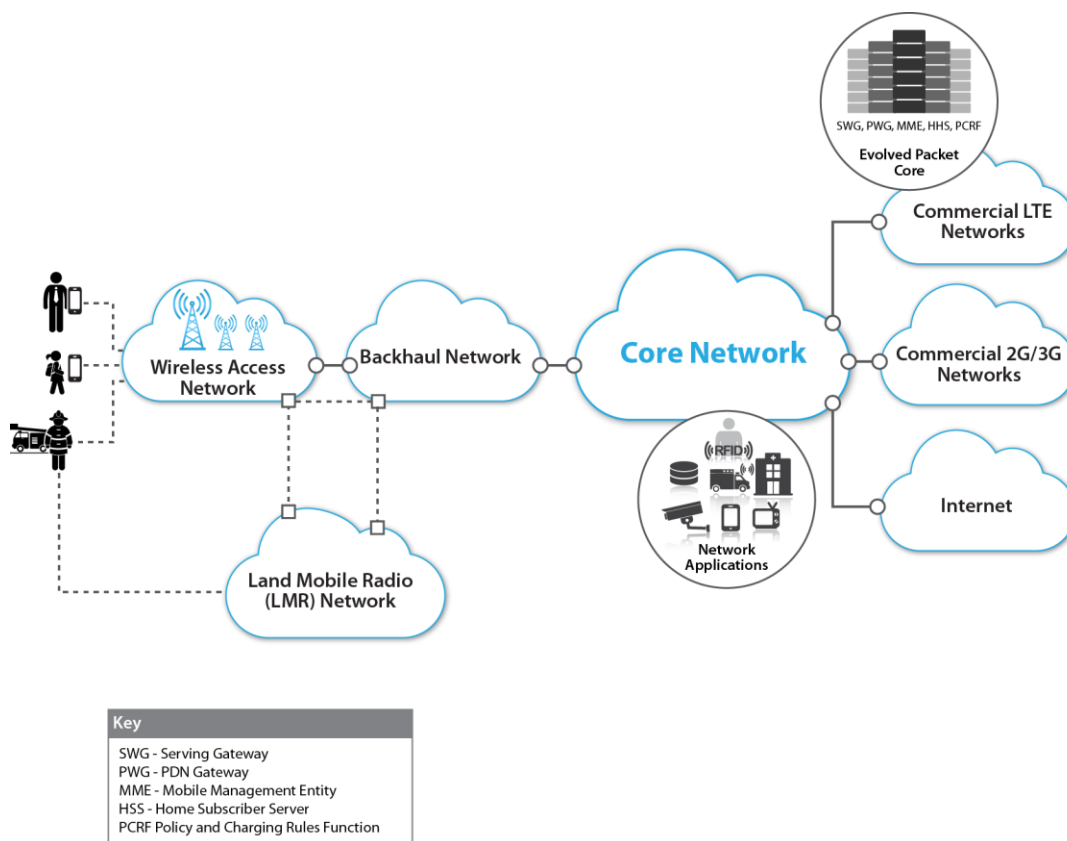 SWG, PWG, MME, HHS, PCRF
Evolved Packet
Core
Commercial LTE
Networks
Wireless Access
Network
Backhaul Network
Core Network
Commercial 2G/3G
Networks
RFID
Network
Applications
Internet
Land Mobile Radio
(LMR) Network
Key
SWG - Serving Gateway
PWG - PDN Gateway
MME - Mobile Management Entity
HSS - Home Subscriber Server
PCRF Policy and Charging Rules Function